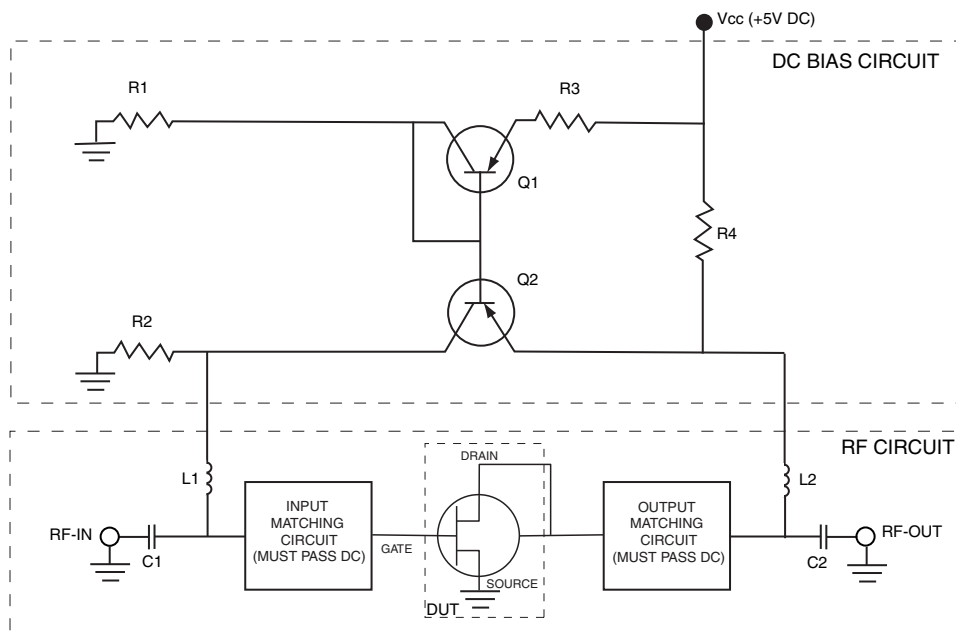 Vcc (+5V DC)
DC BIAS CIRCUIT
R1
R3
Q1
R4
Q2
R2
RF CIRCUIT
DRAIN
L1
L2
INPUT
MATCHING
CIRCUIT
(MUST PASS DC)
OUTPUT
MATCHING
CIRCUIT
(MUST PASS DC)
RF-IN
C1
GATE
SOURCE
DUT
C2
RF-OUT